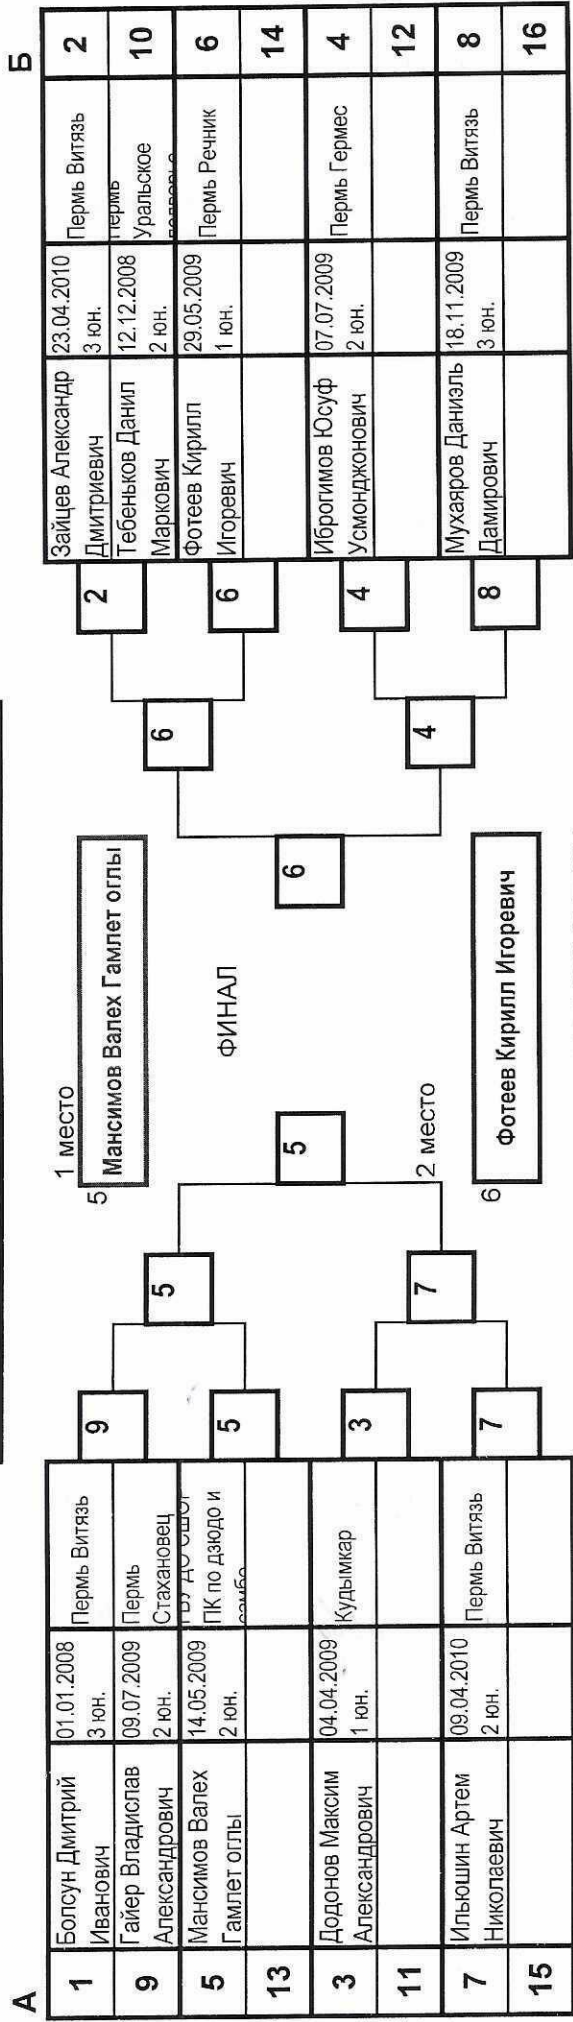 А
1
Болсун Дмитрий
Иванович
01.01.2008
3 юн.
Пермь Витязь
9
Гайер Владислав
Александрович
09.07.2009
2 юн.
Пермь
Стахановец
5
Мансимов Валех
Гамлет оглы
14.05.2009
2 юн.
ПК по дзюдо и
самбо
13
3
Додонов Максим
Александрович
04.04.2009
1 юн.
Кудымкар
11
7
Ильюшин Артем
Николаевич
09.04.2010
2 юн.
Пермь Витязь
15
9
5
3
7
5
7
5
1 место
5
Мансимов Валех Гамлет оглы
ФИНАЛ
2 место
6
Фотеев Кирилл Игоревич
6
6
4
2
6
4
8
Б
Зайцев Александр
Дмитриевич
23.04.2010
3 юн.
Пермь Витязь
2
Тебеньков Данил
Маркович
12.12.2008
2 юн.
Пермь
Уральское
подворье
10
Фотеев Кирилл
Игоревич
29.05.2009
1 юн.
Пермь Речник
6
14
Иброгимов Юсуф
Усмонджонович
07.07.2009
2 юн.
Пермь Гермес
4
12
Мухаяров Даниэль
Дамирович
18.11.2009
3 юн.
Пермь Витязь
8
16